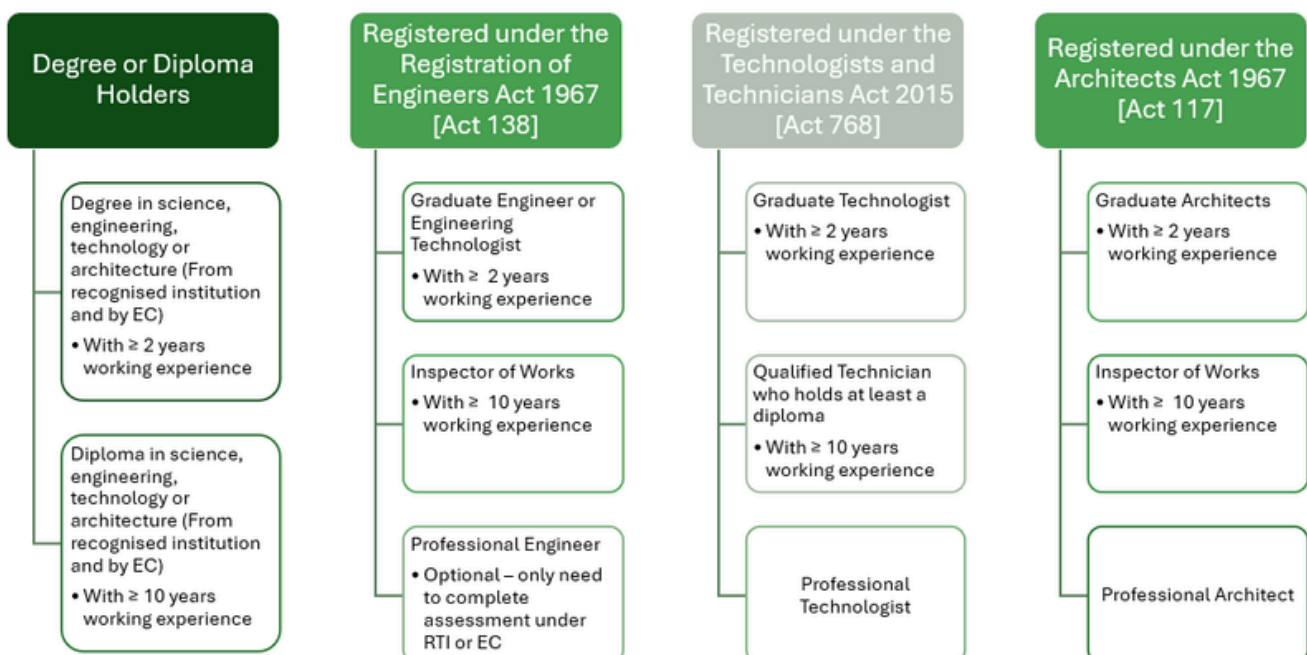 Degree or Diploma
Holders
Degree in science,
engineering,
technology or
architecture (From
recognised institution
and by EC)
• With ≥ 2 years
working experience
Diploma in science,
engineering,
technology or
architecture (From
recognised institution
and by EC)
• With ≥ 10 years
working experience
Registered under the
Registration of
Engineers Act 1967
[Act 138]
Graduate Engineer or
Engineering
Technologist
• With ≥ 2 years
working experience
Inspector of Works
• With ≥ 10 years
working experience
Professional Engineer
• Optional – only need
to complete
assessment under
RTI or EC
Registered under the
Technologists and
Technicians Act 2015
[Act 768]
Graduate Technologist
• With ≥ 2 years
working experience
Qualified Technician
who holds at least a
diploma
• With ≥ 10 years
working experience
Professional
Technologist
Registered under the
Architects Act 1967
[Act 117]
Graduate Architects
• With ≥ 2 years
working experience
Inspector of Works
• With ≥ 10 years
working experience
Professional Architect